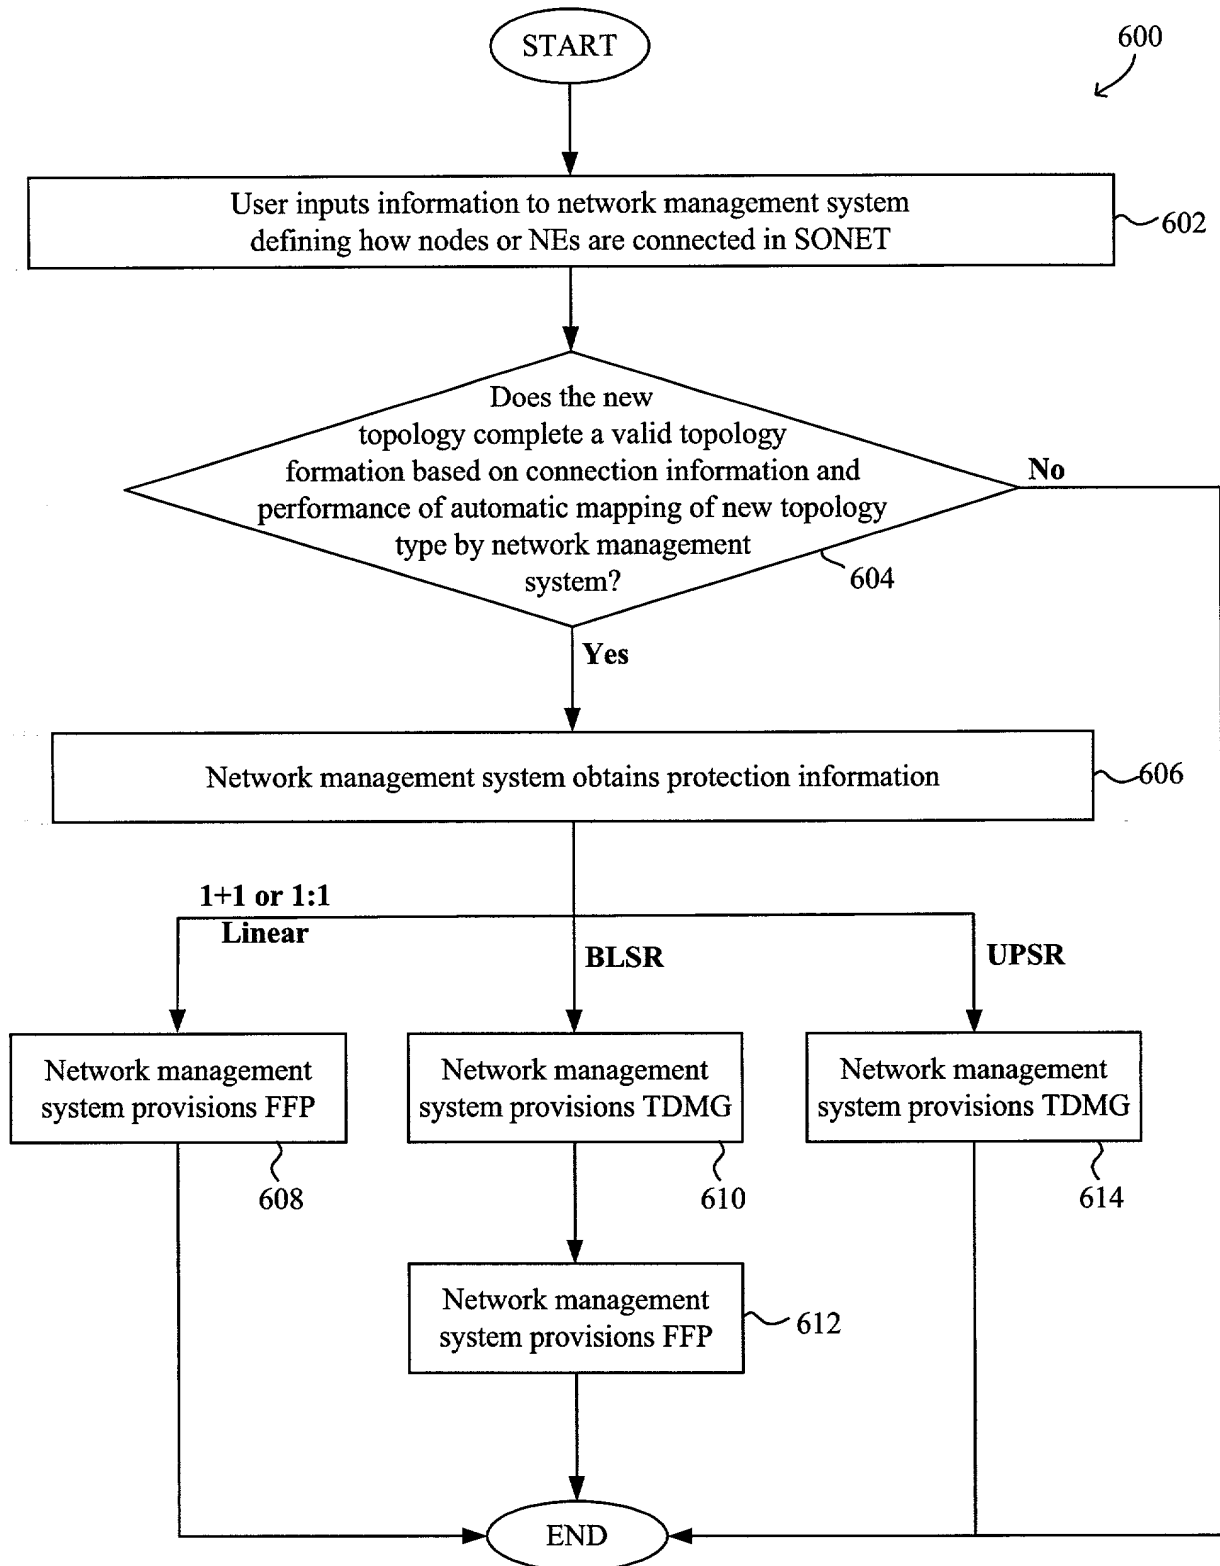 START
600
User inputs information to network management system
defining how nodes or NEs are connected in SONET
602
Does the new
topology complete a valid topology
formation based on connection information and
performance of automatic mapping of new topology
type by network management
system?
No
604
Yes
Network management system obtains protection information
606
1+1 or 1:1
Linear
BLSR
UPSR
Network management
system provisions FFP
608
Network management
system provisions TDMG
610
Network management
system provisions TDMG
614
Network management
system provisions FFP
612
END